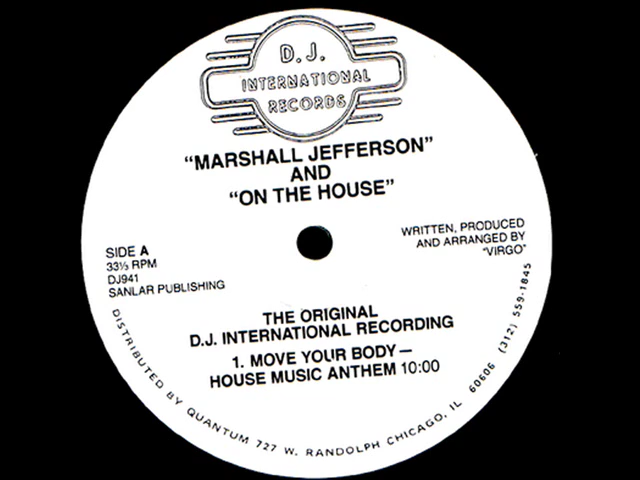 D.J.
INTERNATIONAL
RECORDS
"MARSHALL JEFFERSON"
AND
"ON THE HOUSE"
SIDE A
33⅓ RPM
DJ941
SANLAR PUBLISHING
WRITTEN, PRODUCED
AND ARRANGED BY
"VIRGO"
THE ORIGINAL
D.J. INTERNATIONAL RECORDING
1. MOVE YOUR BODY —
HOUSE MUSIC ANTHEM 10:00
DISTRIBUTED BY QUANTUM 727 W. RANDOLPH CHICAGO, IL 60606 (312) 559-1845